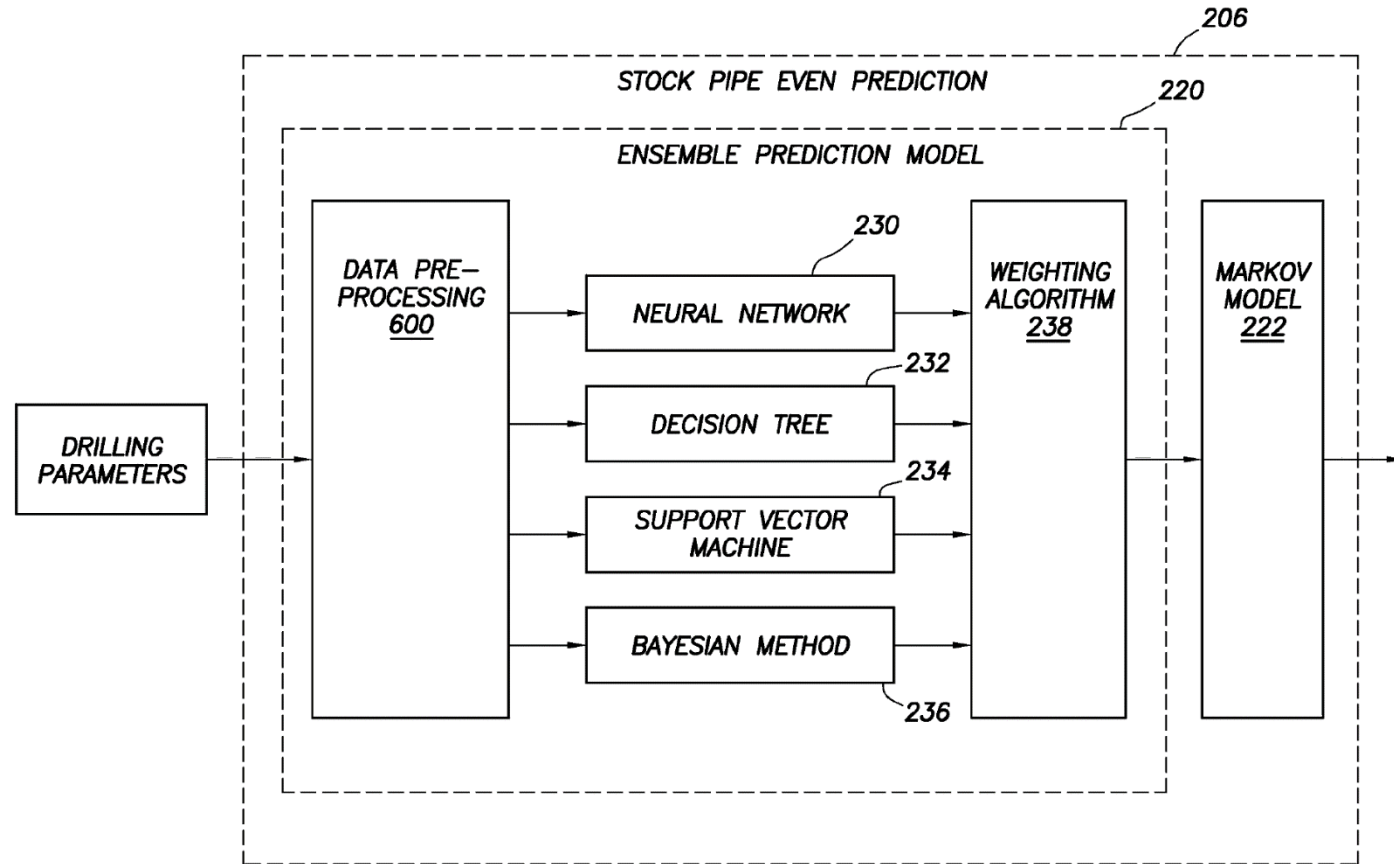 206
STOCK PIPE EVEN PREDICTION
220
ENSEMBLE PREDICTION MODEL
230
DATA PRE-
PROCESSING
600
NEURAL NETWORK
WEIGHTING
ALGORITHM
238
MARKOV
MODEL
222
232
DECISION TREE
DRILLING
PARAMETERS
234
SUPPORT VECTOR
MACHINE
BAYESIAN METHOD
236